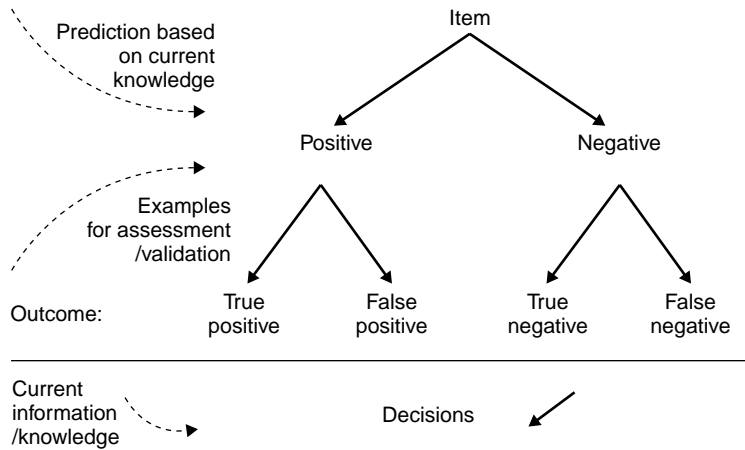 Item
Prediction based
on current
knowledge
Positive
Negative
Examples
for assessment
/validation
Outcome:
True
positive
False
positive
True
negative
False
negative
Current
information
/knowledge
Decisions